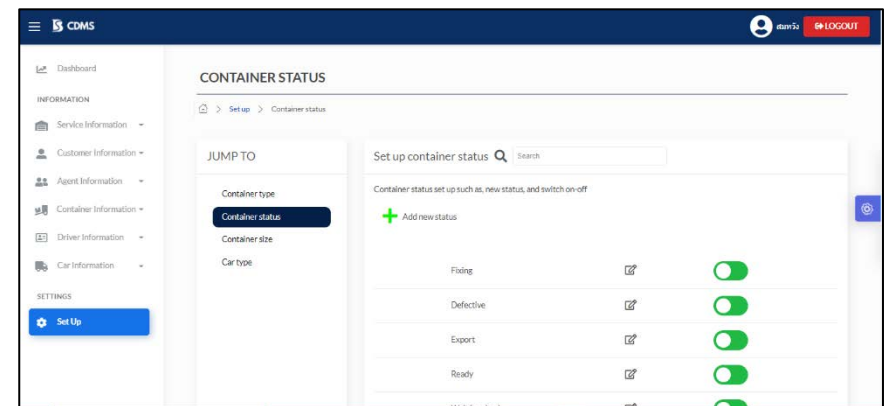 CDMS
สมหวัง
LOGOUT
Dashboard
INFORMATION
Service Information
Customer Information
Agent Information
Container Information
Driver Information
Car Information
SETTINGS
Set Up
CONTAINER STATUS
> Set up > Container status
JUMP TO
Container type
Container status
Container size
Car type
Set up container status Search
Container status set up such as, new status, and switch on-off
Add new status
Fixing
Defective
Export
Ready